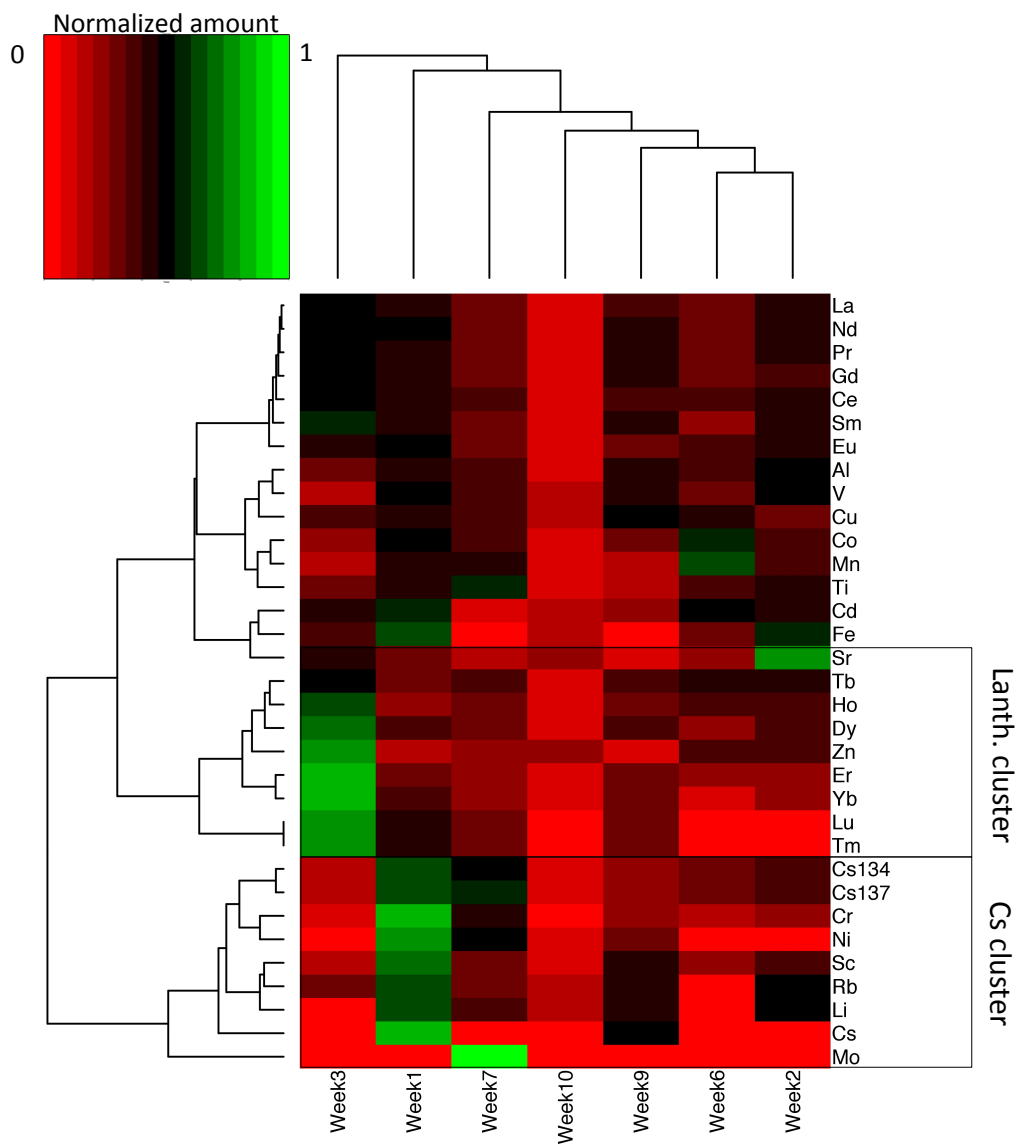 Normalized amount
0
1
La
Nd
Pr
Gd
Ce
Sm
Eu
Al
V
Cu
Co
Mn
Ti
Cd
Fe
Sr
Tb
Ho
Dy
Zn
Er
Yb
Lu
Tm
Cs134
Cs137
Cr
Ni
Sc
Rb
Li
Cs
Mo
Lanth. cluster
Cs cluster
Week3
Week1
Week7
Week10
Week9
Week6
Week2